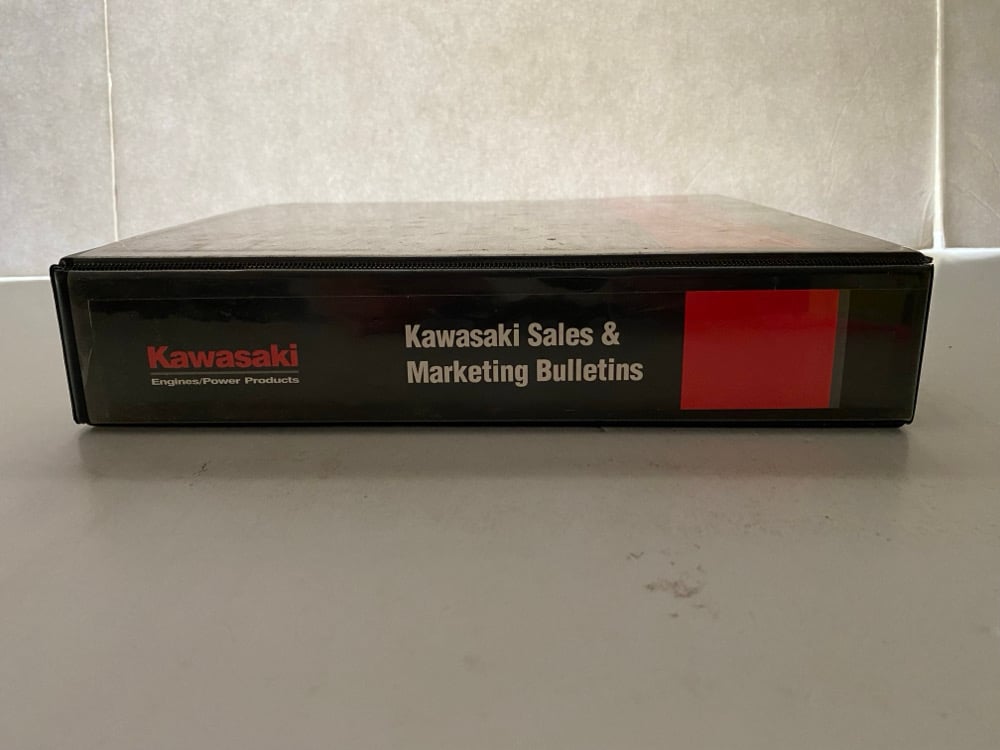 Kawasaki
Engines/Power Products
Kawasaki Sales &
Marketing Bulletins